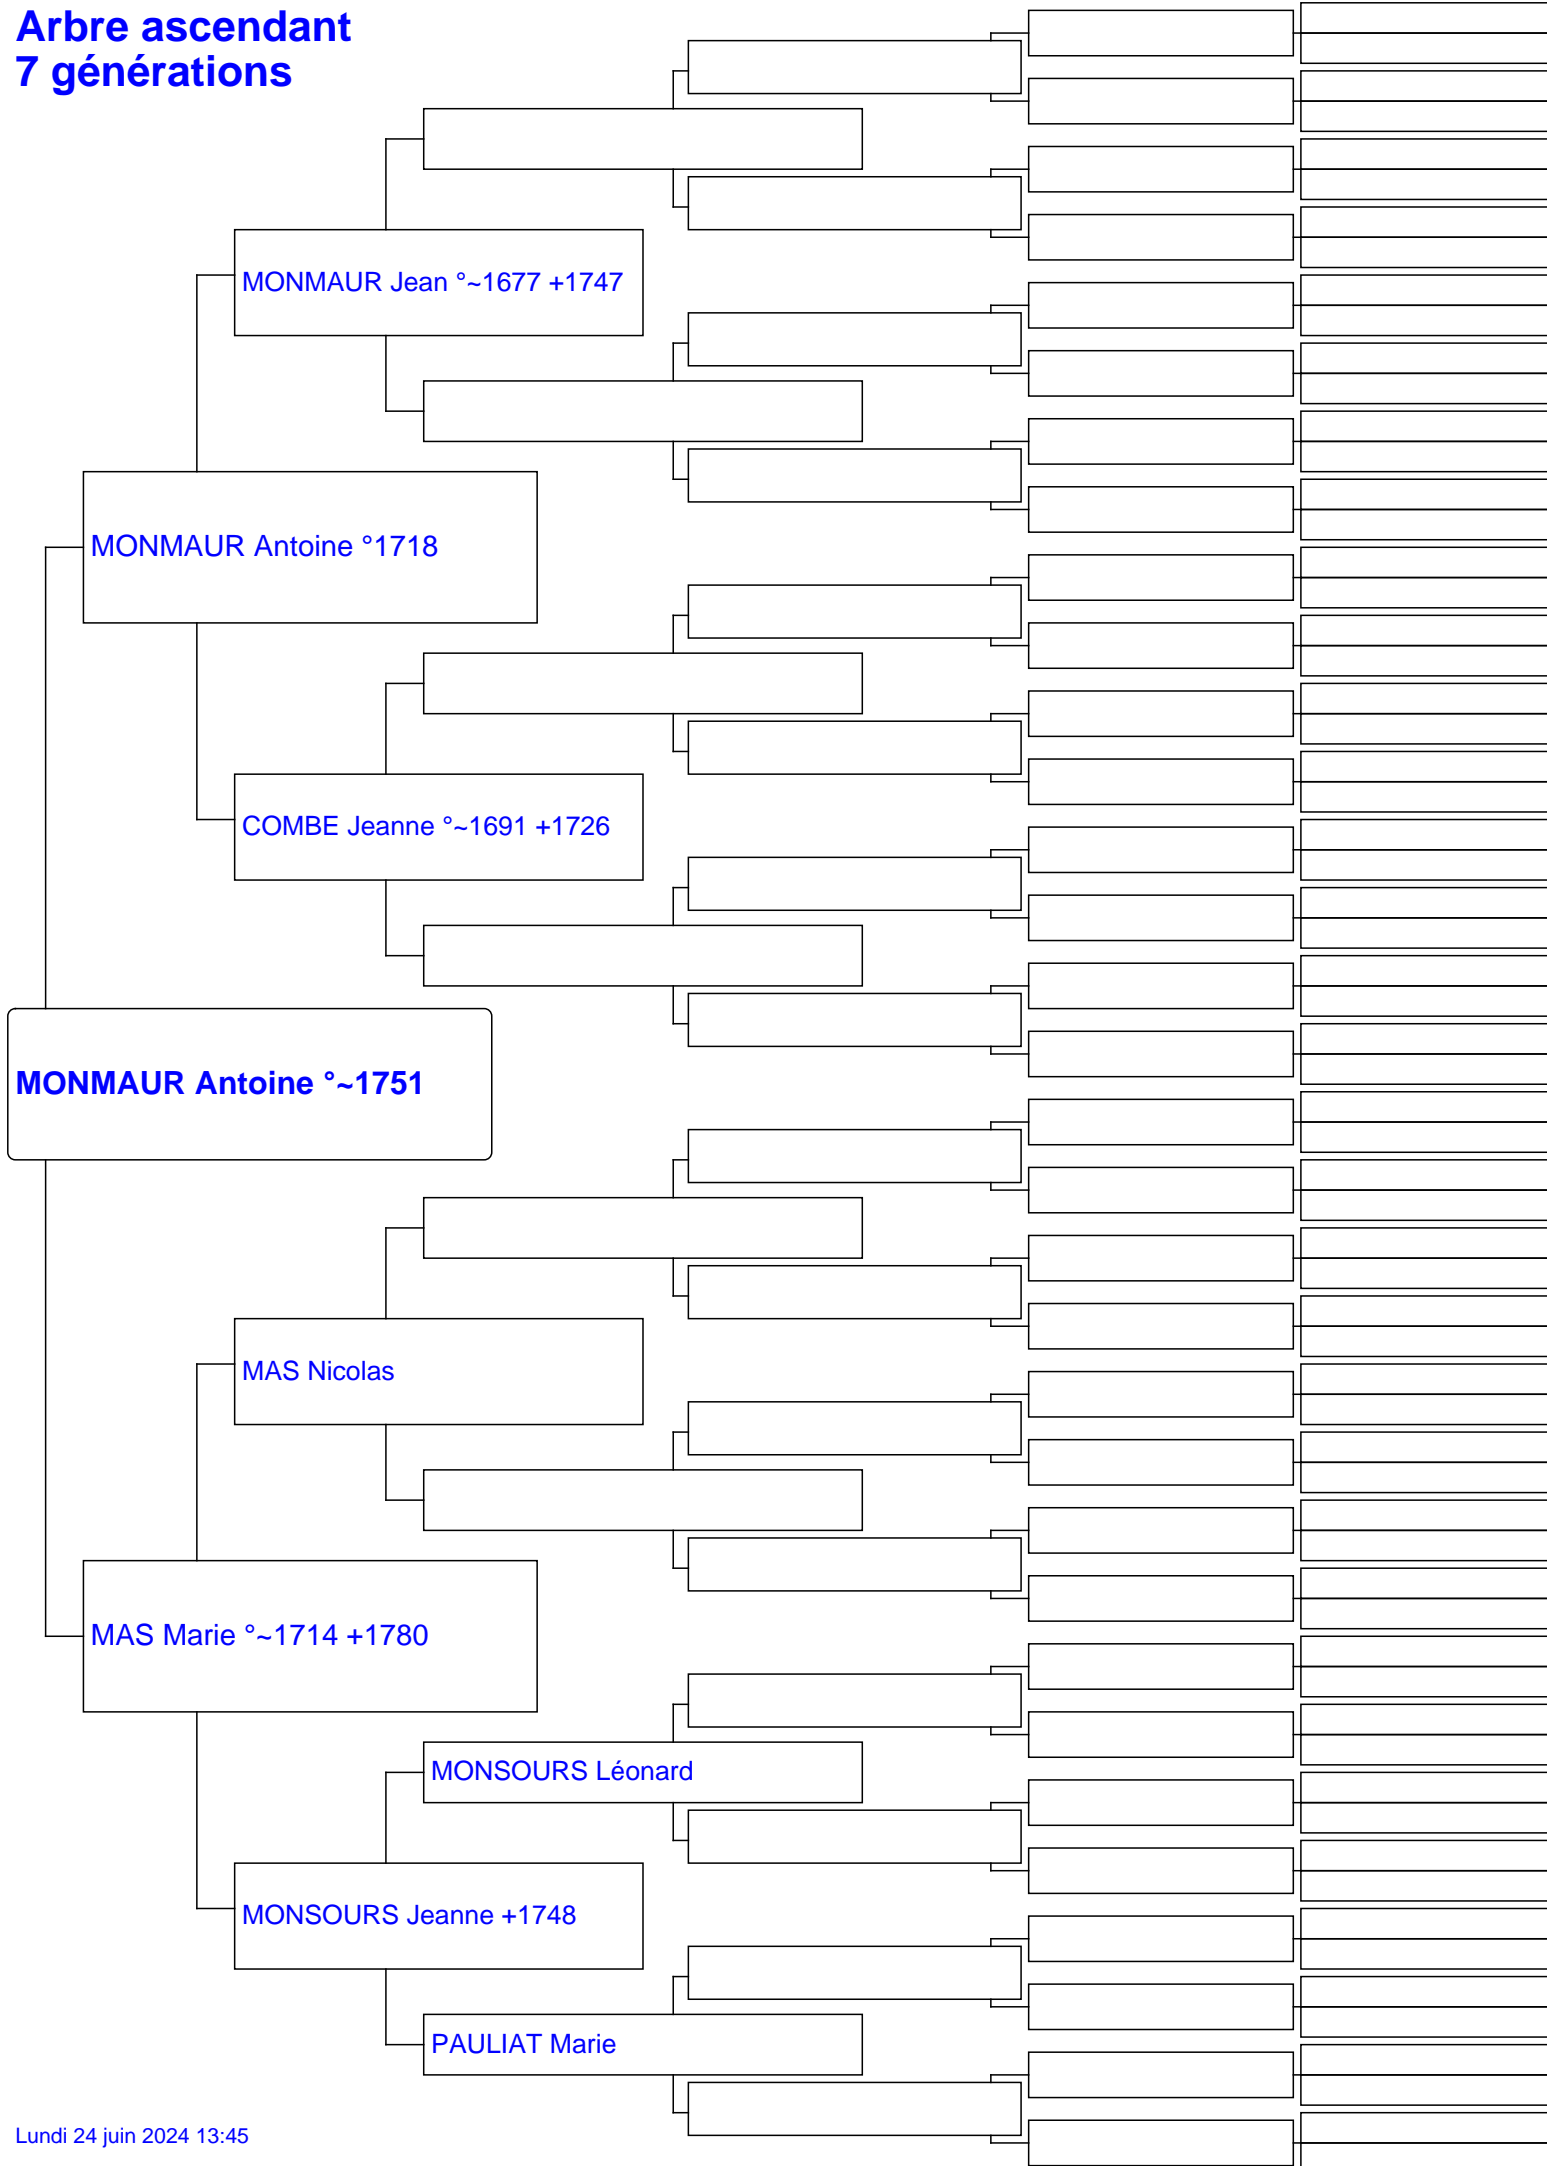 Arbre ascendant
7 générations
MONMAUR Jean °~1677 +1747
MONMAUR Antoine °1718
COMBE Jeanne °~1691 +1726
MONMAUR Antoine °~1751
MAS Nicolas
MAS Marie °~1714 +1780
MONSOURS Léonard
MONSOURS Jeanne +1748
PAULIAT Marie
Lundi 24 juin 2024 13:45